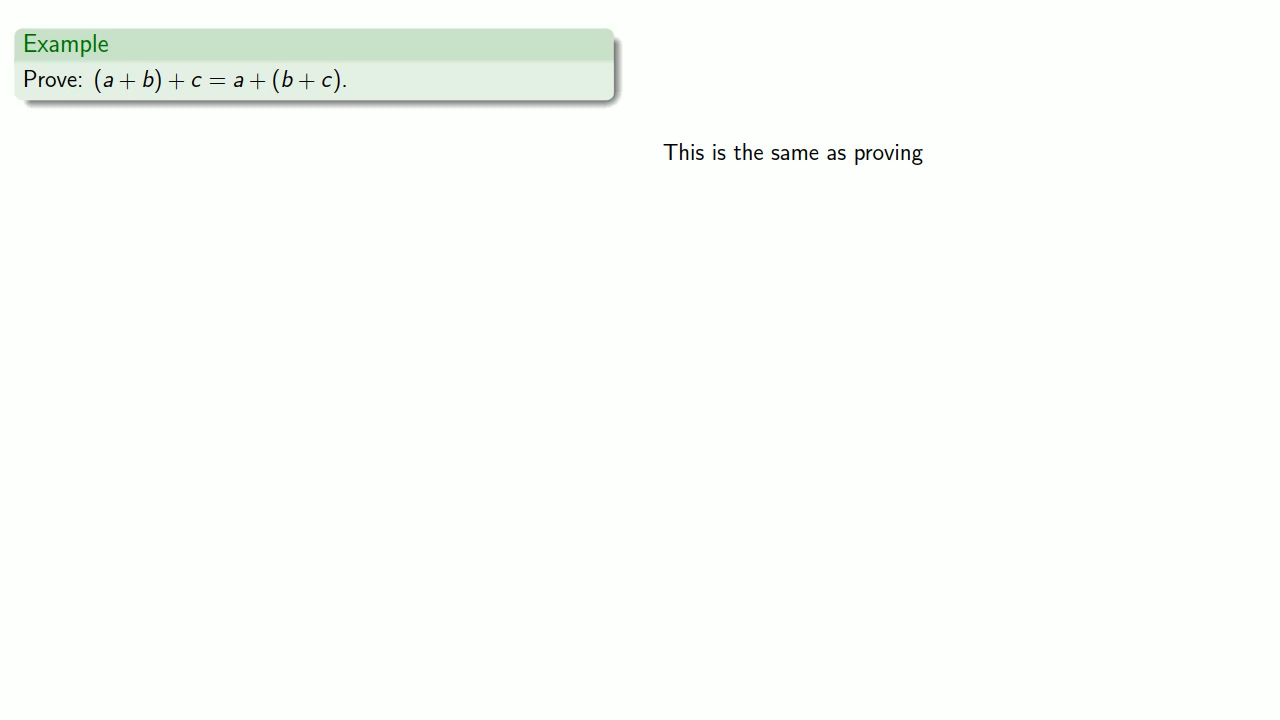 Example
Prove: (a + b) + c = a + (b + c).
This is the same as proving